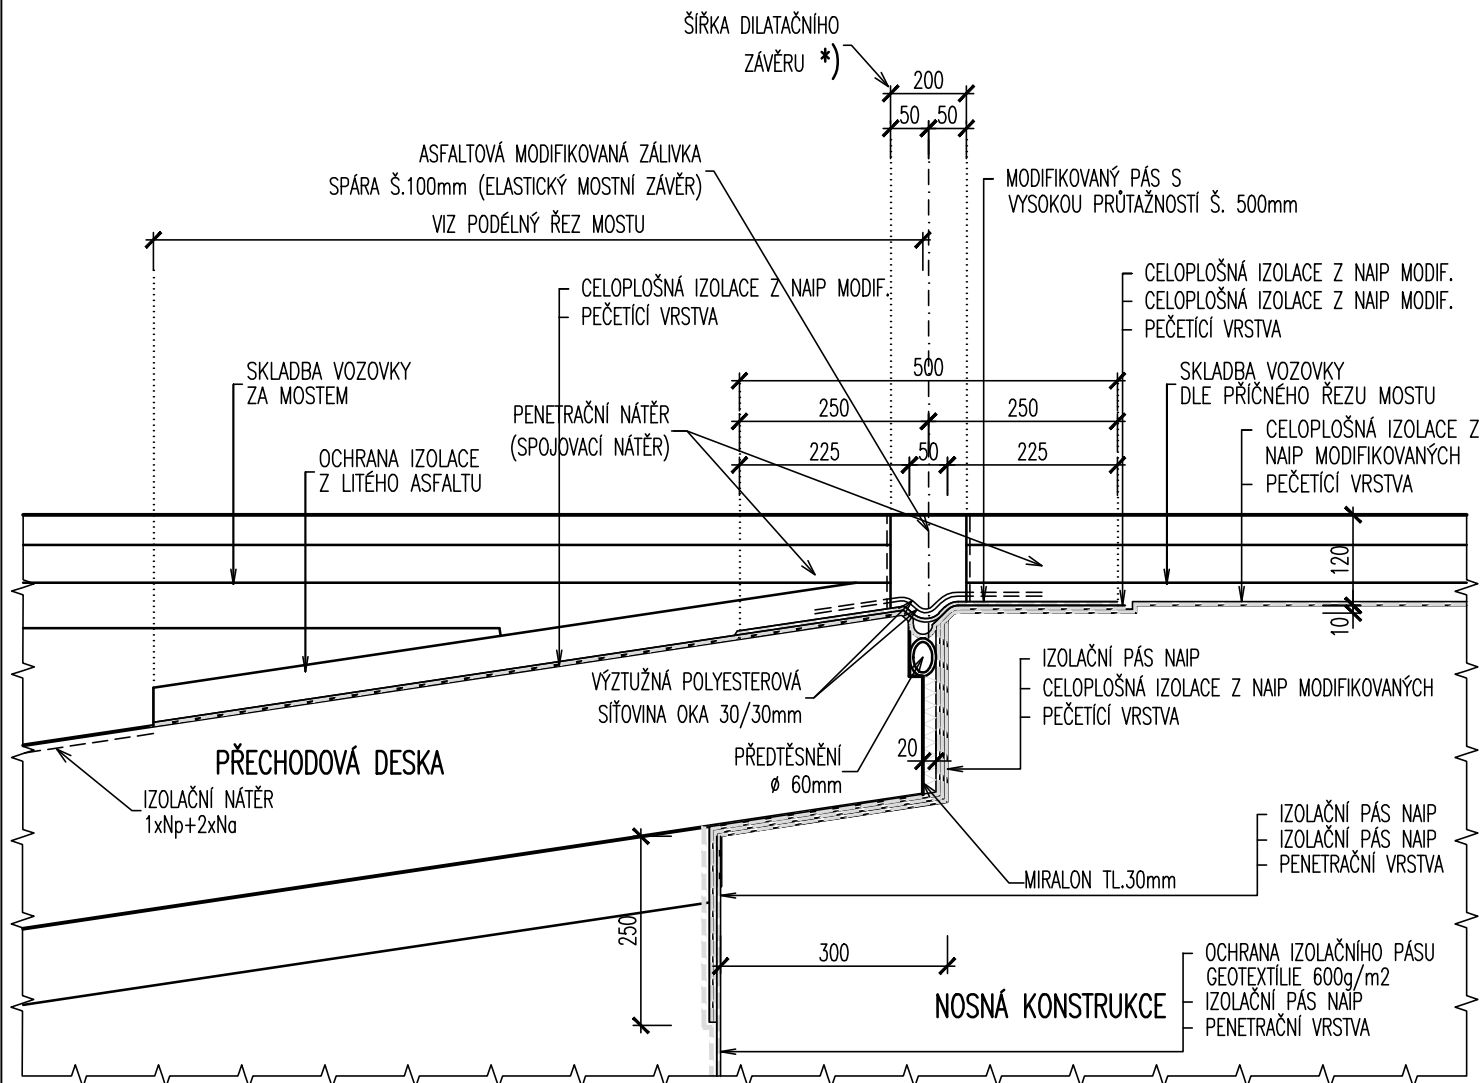 ŠÍŘKA DILATAČNÍHO
ZÁVĚRU *)
200
50 50
ASFALTOVÁ MODIFIKOVANÁ ZÁLIVKA
SPÁRA Š.100mm (ELASTICKÝ MOSTNÍ ZÁVĚR)
VIZ PODÉLNÝ ŘEZ MOSTU
MODIFIKOVANÝ PÁS S
VYSOKOU PRŮTAŽNOSTÍ Š. 500mm
CELOPLOŠNÁ IZOLACE Z NAIP MODIF.
PEČETÍCÍ VRSTVA
CELOPLOŠNÁ IZOLACE Z NAIP MODIF.
CELOPLOŠNÁ IZOLACE Z NAIP MODIF.
PEČETÍCÍ VRSTVA
SKLADBA VOZOVKY
ZA MOSTEM
500
SKLADBA VOZOVKY
DLE PŘÍČNÉHO ŘEZU MOSTU
PENETRAČNÍ NÁTĚR
(SPOJOVACÍ NÁTĚR)
250 250
225 50 225
OCHRANA IZOLACE
Z LITÉHO ASFALTU
CELOPLOŠNÁ IZOLACE Z
NAIP MODIFIKOVANÝCH
PEČETÍCÍ VRSTVA
120
10
VÝZTUŽNÁ POLYESTEROVÁ
SÍŤOVINA OKA 30/30mm
IZOLAČNÍ PÁS NAIP
CELOPLOŠNÁ IZOLACE Z NAIP MODIFIKOVANÝCH
PEČETÍCÍ VRSTVA
PŘECHODOVÁ DESKA
PŘEDTĚSNĚNÍ
ø 60mm
20
IZOLAČNÍ NÁTĚR
1xNp+2xNa
IZOLAČNÍ PÁS NAIP
IZOLAČNÍ PÁS NAIP
PENETRAČNÍ VRSTVA
MIRALON TL.30mm
250
300
NOSNÁ KONSTRUKCE
OCHRANA IZOLAČNÍHO PÁSU
GEOTEXTÍLIE 600g/m2
IZOLAČNÍ PÁS NAIP
PENETRAČNÍ VRSTVA